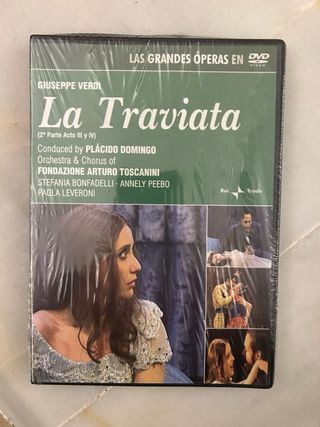 LAS GRANDES ÓPERAS EN DVD VIDEO
GIUSEPPE VERDI
La Traviata
(2ª Parte Acto III y IV)
Conducted by PLÁCIDO DOMINGO
Orchestra & Chorus of
FONDAZIONE ARTURO TOSCANINI
STEFANIA BONFADELLI - ANNELY PEEBO
PAOLA LEVERONI
Rai Trade